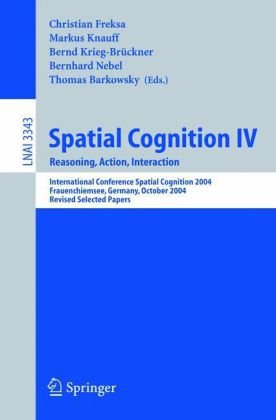 Christian Freksa
Markus Knauff
Bernd Krieg-Brückner
Bernhard Nebel
Thomas Barkowsky (Eds.)
LNAI 3343
Spatial Cognition IV
Reasoning, Action, Interaction
International Conference Spatial Cognition 2004
Frauenchiemsee, Germany, October 2004
Revised Selected Papers
Springer